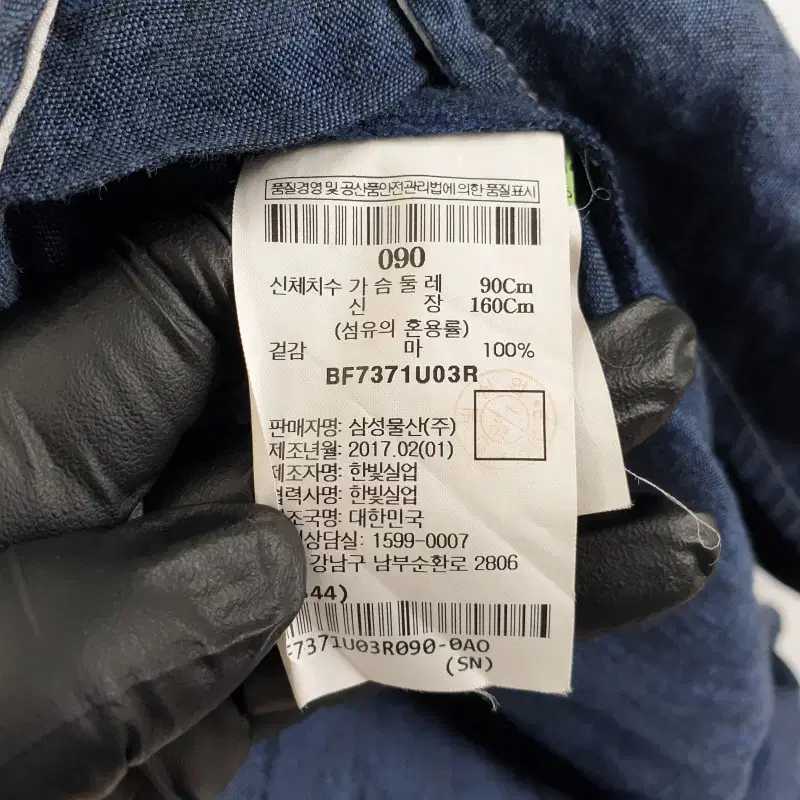 품질경영 및 공산품안전관리법에 의한 품질표시
090
신체치수 가 슴 둘 레 90Cm
신 장 160Cm
(섬유의 혼용률)
겉감 마 100%
BF7371U03R
판매자명: 삼성물산(주)
제조년월: 2017.02(01)
제조자명: 한빛실업
협력사명: 한빛실업
제조국명: 대한민국
상담실: 1599-0007
강남구 남부순환로 2806
44)
F7371U03R090-0AO
(SN)